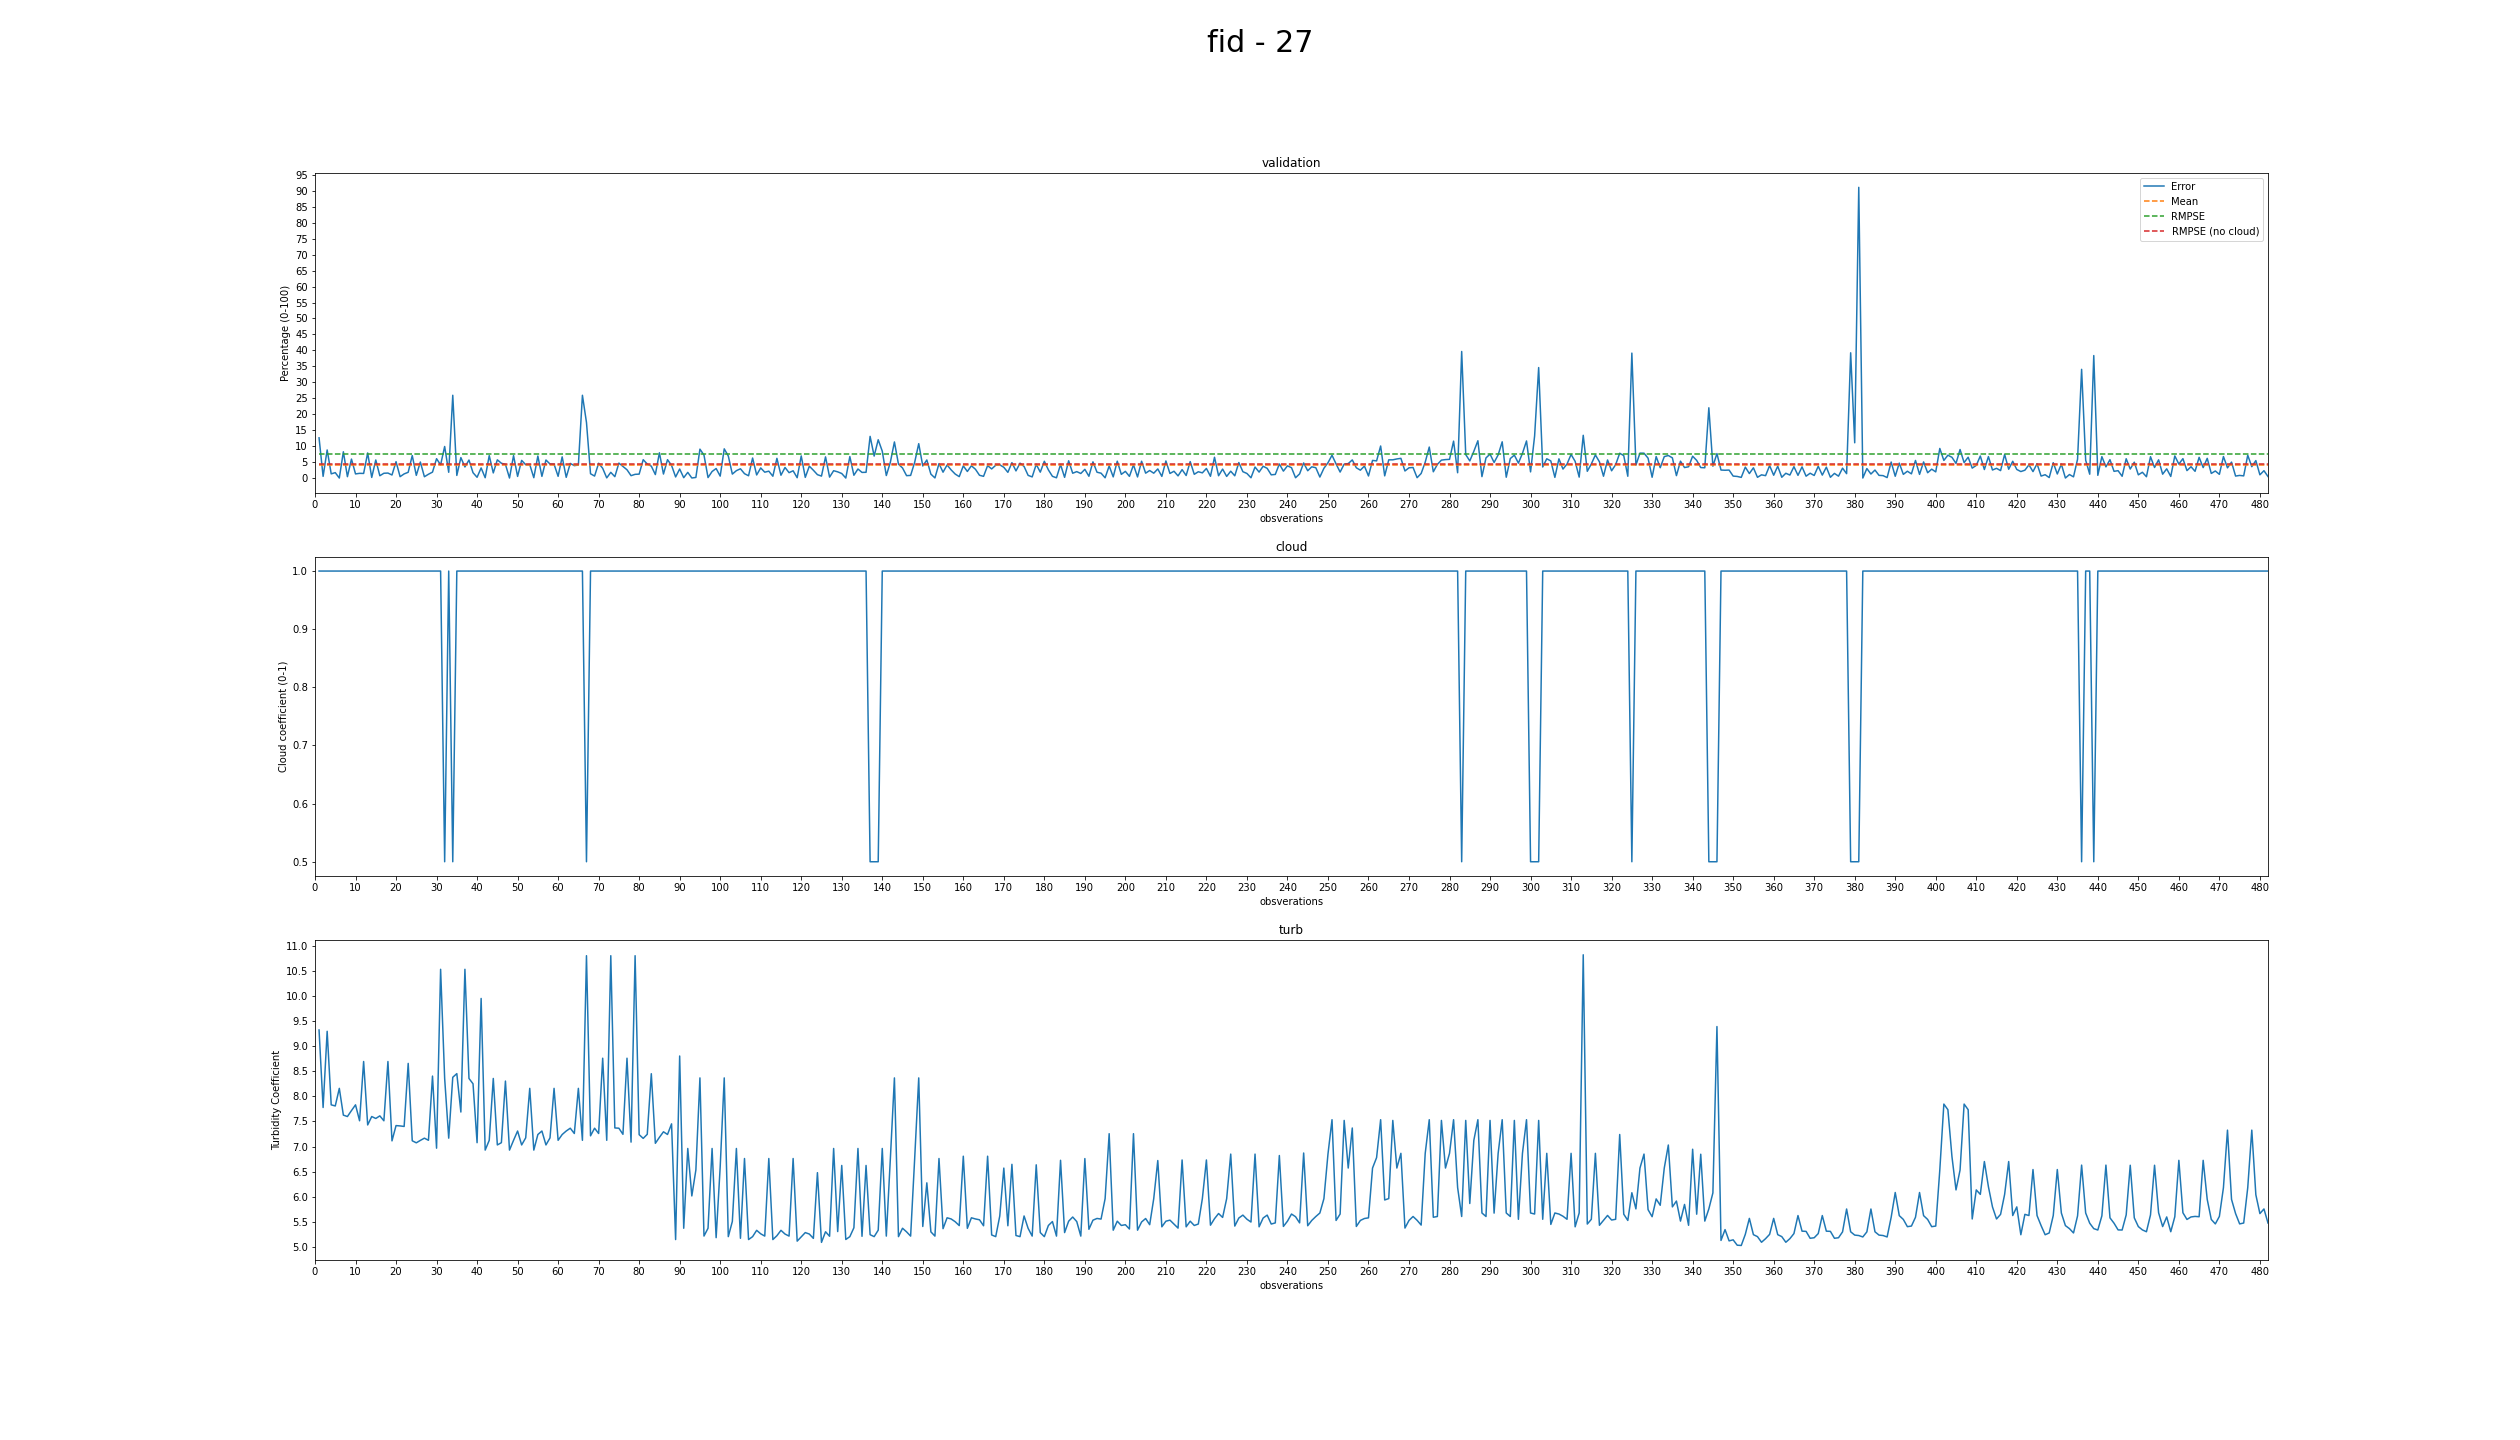 fid - 27
validation
Percentage (0-100)
95
90
85
80
75
70
65
60
55
50
45
40
35
30
25
20
15
10
5
0
Error
Mean
RMPSE
RMPSE (no cloud)
0 10 20 30 40 50 60 70 80 90 100 110 120 130 140 150 160 170 180 190 200 210 220 230 240 250 260 270 280 290 300 310 320 330 340 350 360 370 380 390 400 410 420 430 440 450 460 470 480
obsverations
cloud
Cloud coefficient (0-1)
1.0
0.9
0.8
0.7
0.6
0.5
0 10 20 30 40 50 60 70 80 90 100 110 120 130 140 150 160 170 180 190 200 210 220 230 240 250 260 270 280 290 300 310 320 330 340 350 360 370 380 390 400 410 420 430 440 450 460 470 480
obsverations
turb
Turbidity Coefficient
11.0
10.5
10.0
9.5
9.0
8.5
8.0
7.5
7.0
6.5
6.0
5.5
5.0
0 10 20 30 40 50 60 70 80 90 100 110 120 130 140 150 160 170 180 190 200 210 220 230 240 250 260 270 280 290 300 310 320 330 340 350 360 370 380 390 400 410 420 430 440 450 460 470 480
obsverations